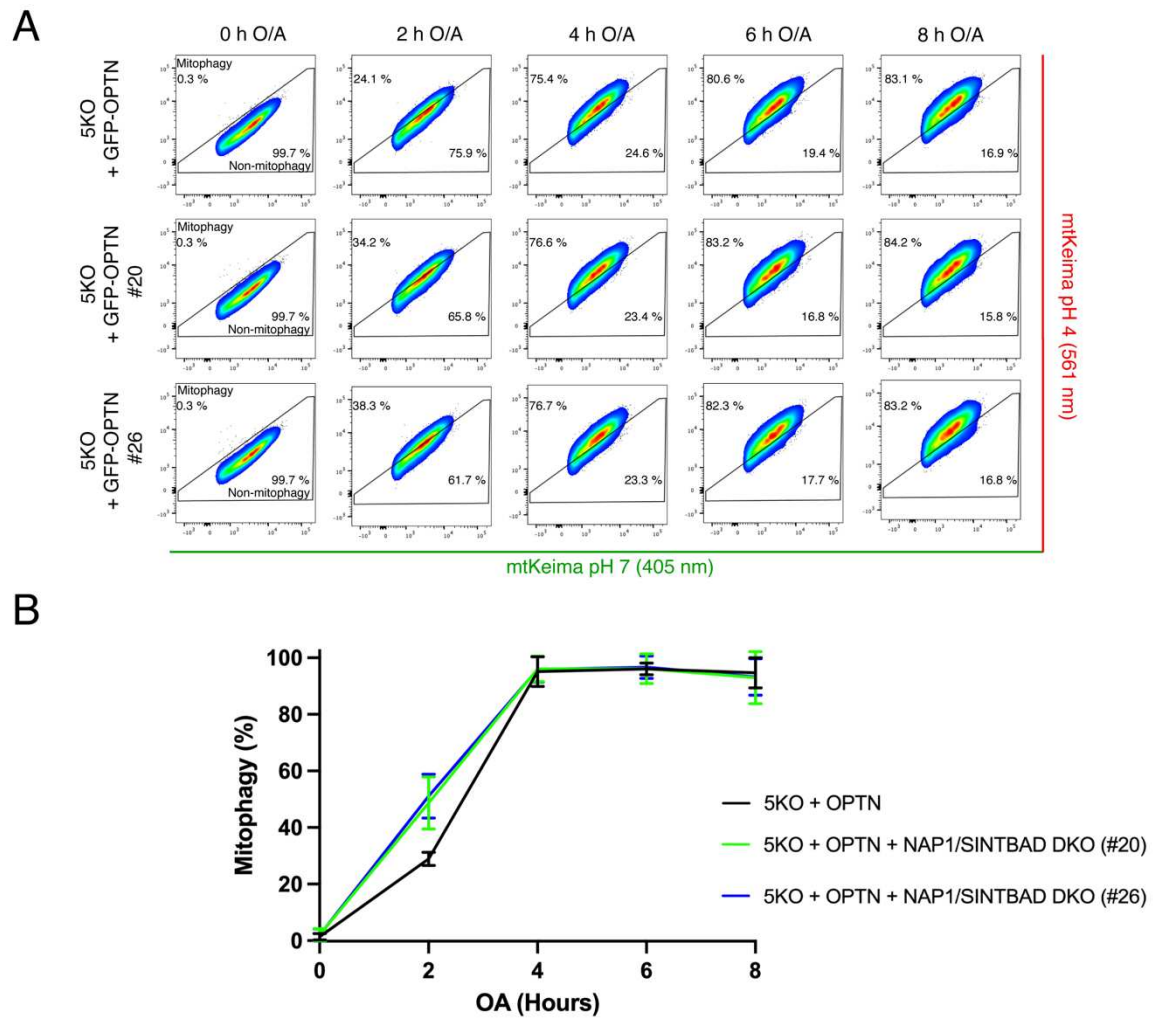 A
0 h O/A
2 h O/A
4 h O/A
6 h O/A
8 h O/A
5KO
+ GFP-OPTN
Mitophagy
0.3 %
99.7 %
Non-mitophagy
24.1 %
75.9 %
75.4 %
24.6 %
80.6 %
19.4 %
83.1 %
16.9 %
5KO
+ GFP-OPTN
#20
Mitophagy
0.3 %
99.7 %
Non-mitophagy
34.2 %
65.8 %
76.6 %
23.4 %
83.2 %
16.8 %
84.2 %
15.8 %
5KO
+ GFP-OPTN
#26
Mitophagy
0.3 %
99.7 %
Non-mitophagy
38.3 %
61.7 %
76.7 %
23.3 %
82.3 %
17.7 %
83.2 %
16.8 %
mtKeima pH 4 (561 nm)
mtKeima pH 7 (405 nm)
B
Mitophagy (%)
100
80
60
40
20
0
0
2
4
6
8
OA (Hours)
5KO + OPTN
5KO + OPTN + NAP1/SINTBAD DKO (#20)
5KO + OPTN + NAP1/SINTBAD DKO (#26)